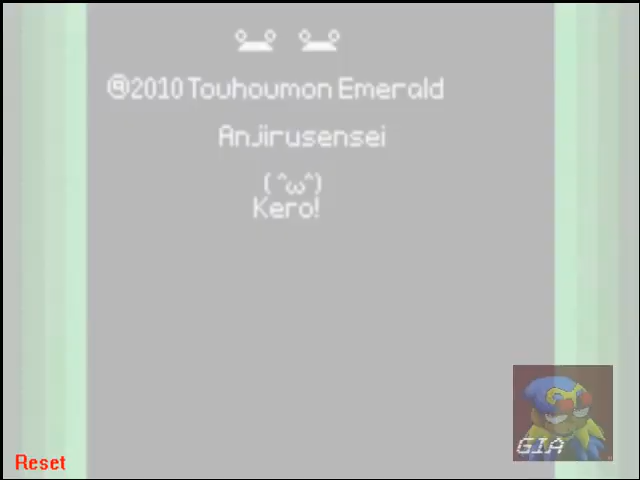 ©2010 Touhoumon Emerald
Anjirusensei
( ^ω^)
Kero!
GIA
Reset